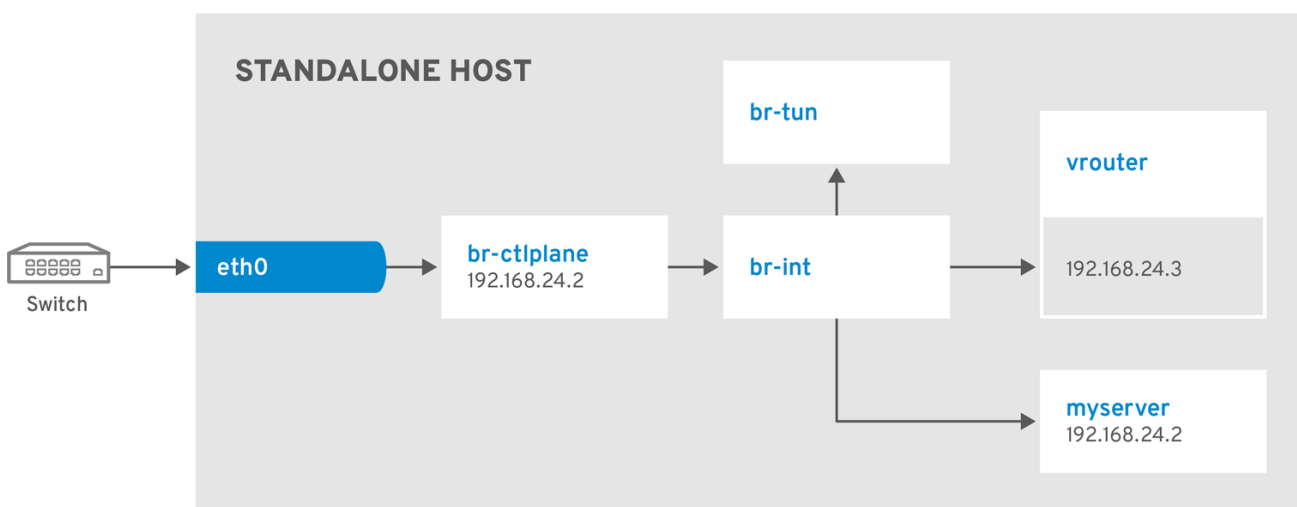 STANDALONE HOST
br-tun
vrouter
192.168.24.3
br-ctlplane
192.168.24.2
br-int
eth0
Switch
myserver
192.168.24.2